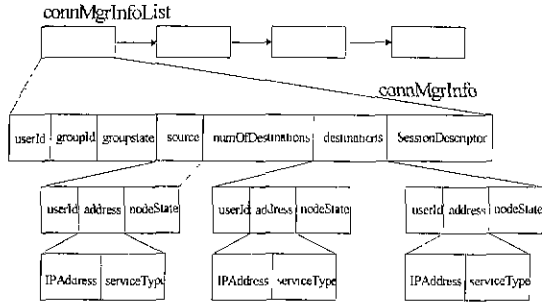 connMgrInfoList
connMgrInfo
userId groupId groupstate source numOfDestinations destinations SessionDescriptor
userId address nodeState userId address nodeState userId address nodeState
IPAddress serviceType IPAddress serviceType IPAddress serviceType